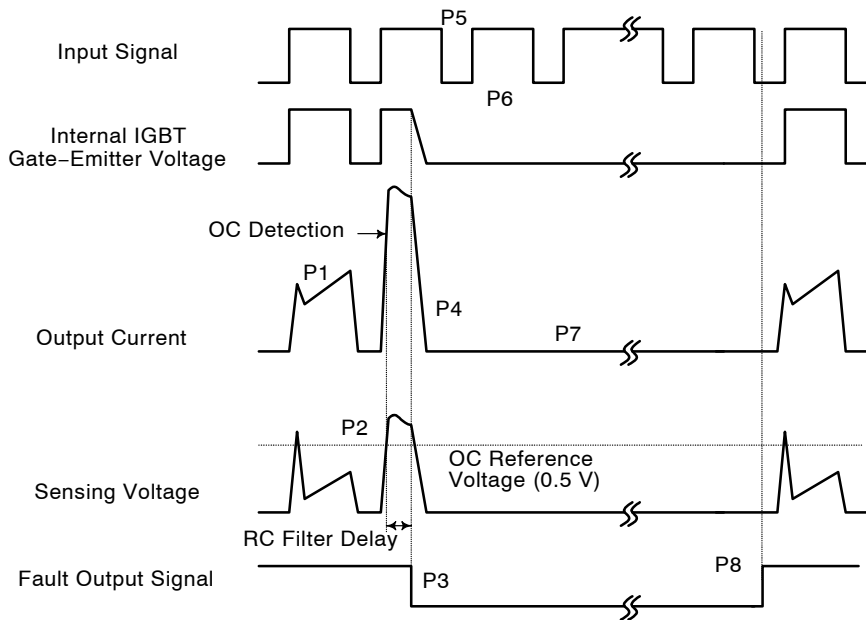 P5
Input Signal
P6
Internal IGBT
Gate−Emitter Voltage
OC Detection
P1
P4
Output Current
P7
P2
OC Reference
Voltage (0.5 V)
Sensing Voltage
RC Filter Delay
Fault Output Signal
P3
P8